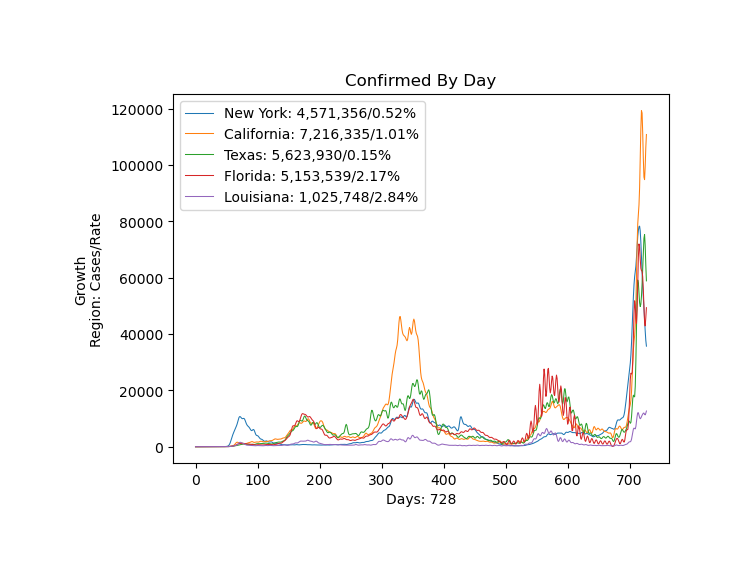 Confirmed By Day
New York: 4,571,356/0.52%
California: 7,216,335/1.01%
Texas: 5,623,930/0.15%
Florida: 5,153,539/2.17%
Louisiana: 1,025,748/2.84%
120000
100000
80000
60000
40000
20000
0
Growth
Region: Cases/Rate
0 100 200 300 400 500 600 700
Days: 728